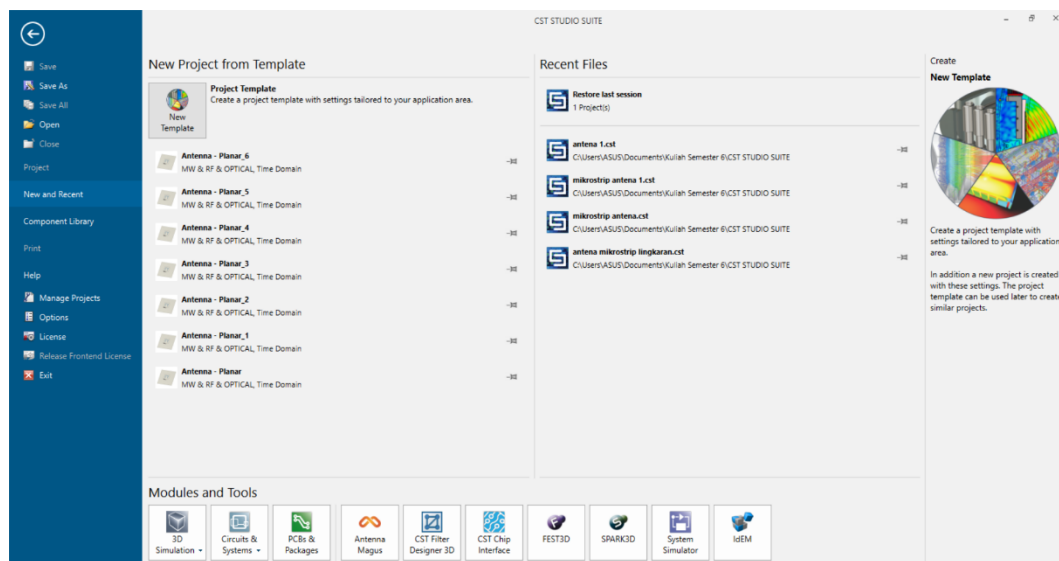 CST STUDIO SUITE
Save
Save As
Save All
Open
Close
Project
New and Recent
Component Library
Print
Help
Manage Projects
Options
License
Release Frontend License
Exit
New Project from Template
New
Template
Project Template
Create a project template with settings tailored to your application area.
Antenna - Planar_6
MW & RF & OPTICAL, Time Domain
Antenna - Planar_5
MW & RF & OPTICAL, Time Domain
Antenna - Planar_4
MW & RF & OPTICAL, Time Domain
Antenna - Planar_3
MW & RF & OPTICAL, Time Domain
Antenna - Planar_2
MW & RF & OPTICAL, Time Domain
Antenna - Planar_1
MW & RF & OPTICAL, Time Domain
Antenna - Planar
MW & RF & OPTICAL, Time Domain
Recent Files
Restore last session
1 Project(s)
antena 1.cst
C:\Users\ASUS\Documents\Kuliah Semester 6\CST STUDIO SUITE
mikrostrip antena 1.cst
C:\Users\ASUS\Documents\Kuliah Semester 6\CST STUDIO SUITE
mikrostrip antena.cst
C:\Users\ASUS\Documents\Kuliah Semester 6\CST STUDIO SUITE
antena mikrostrip lingkaran.cst
C:\Users\ASUS\Documents\Kuliah Semester 6\CST STUDIO SUITE
Create
New Template
Create a project template with
settings tailored to your application
area.
In addition a new project is created
with these settings. The project
template can be used later to create
similar projects.
Modules and Tools
3D
Simulation
Circuits &
Systems
PCBs &
Packages
Antenna
Magus
CST Filter
Designer 3D
CST Chip
Interface
FEST3D
SPARK3D
System
Simulator
IdEM